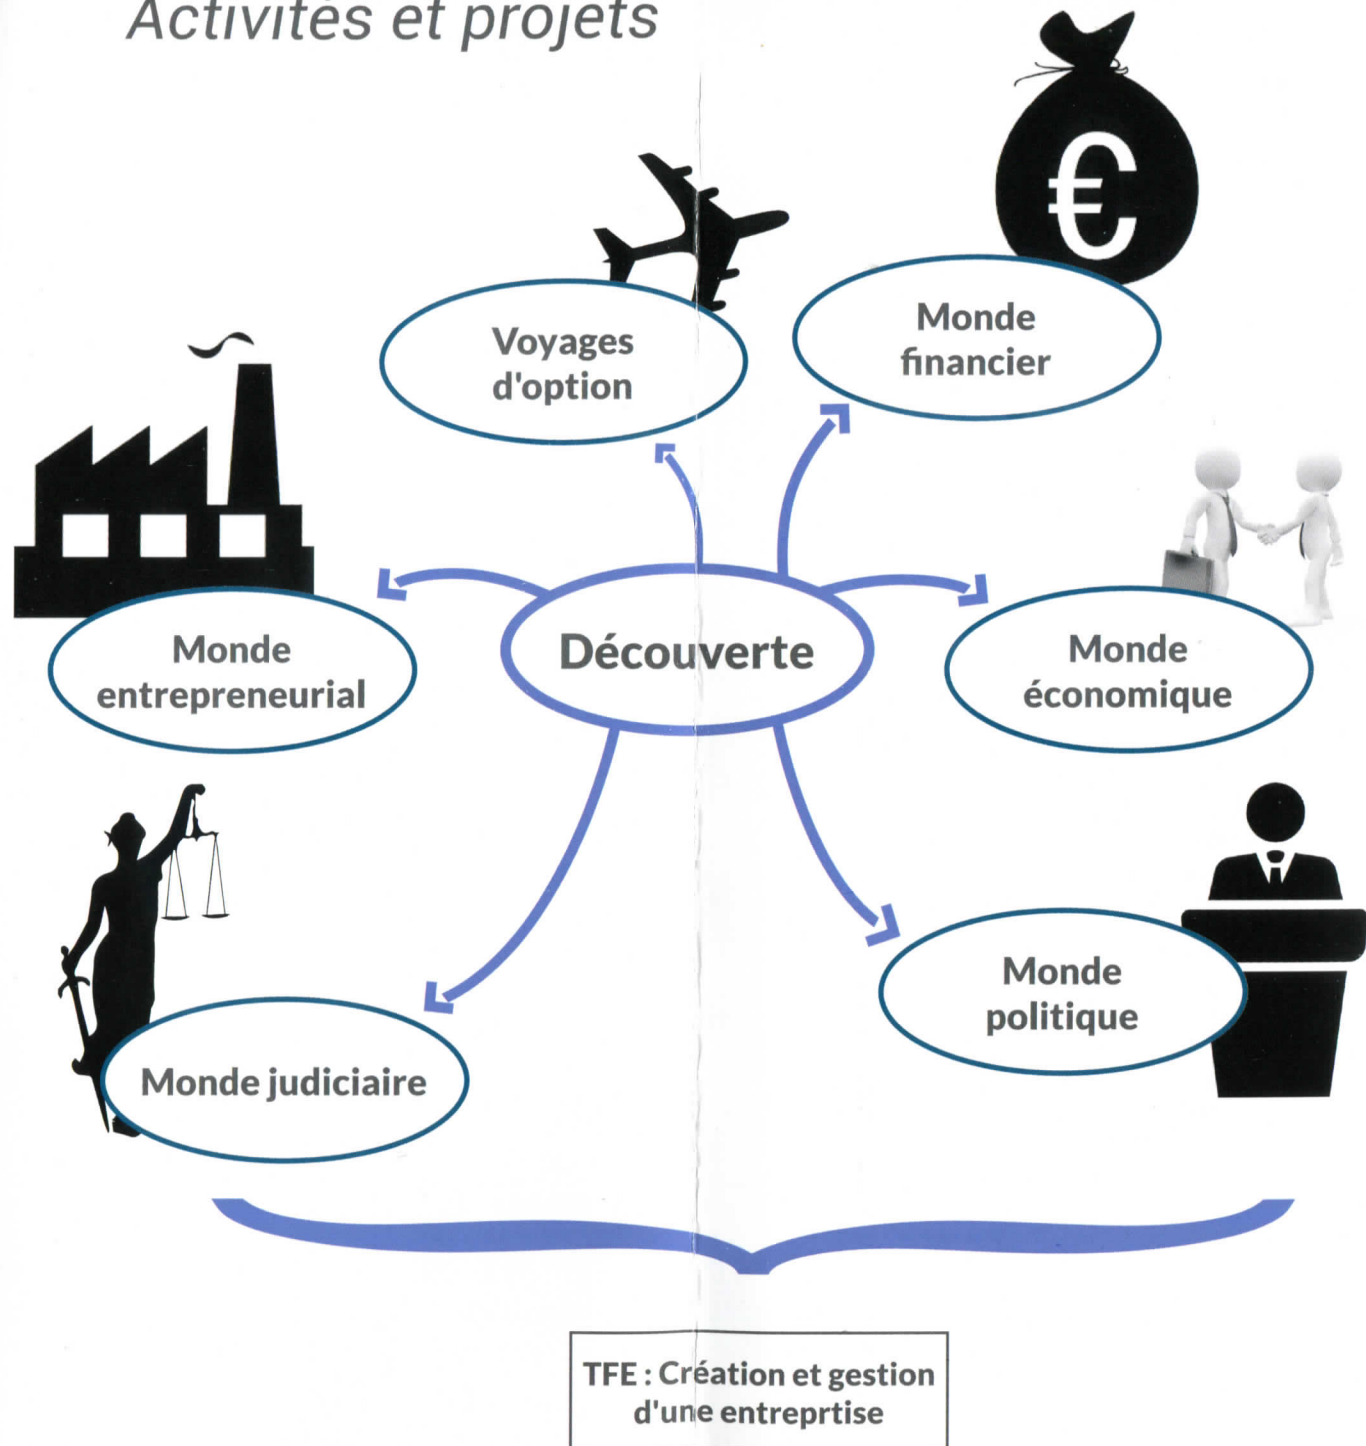 Activités et projets
€
Voyages
d'option
Monde
financier
Monde
entrepreneurial
Découverte
Monde
économique
Monde judiciaire
Monde
politique
TFE : Création et gestion
d'une entreprtise